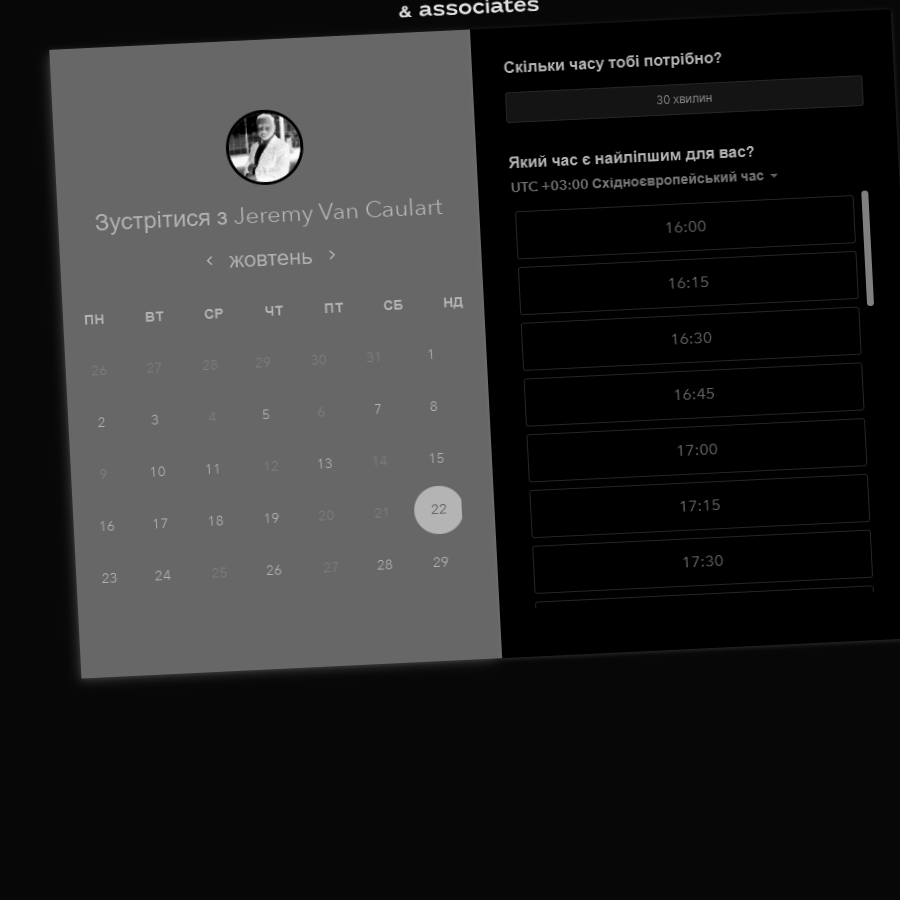 & associates
Зустрітися з Jeremy Van Caulart
жовтень
ПН ВТ СР ЧТ ПТ СБ НД
26 27 28 29 30 31 1
2 3 4 5 6 7 8
9 10 11 12 13 14 15
16 17 18 19 20 21 22
23 24 25 26 27 28 29
Скільки часу тобі потрібно?
30 хвилин
Який час є найліпшим для вас?
UTC +03:00 Східноєвропейський час
16:00
16:15
16:30
16:45
17:00
17:15
17:30